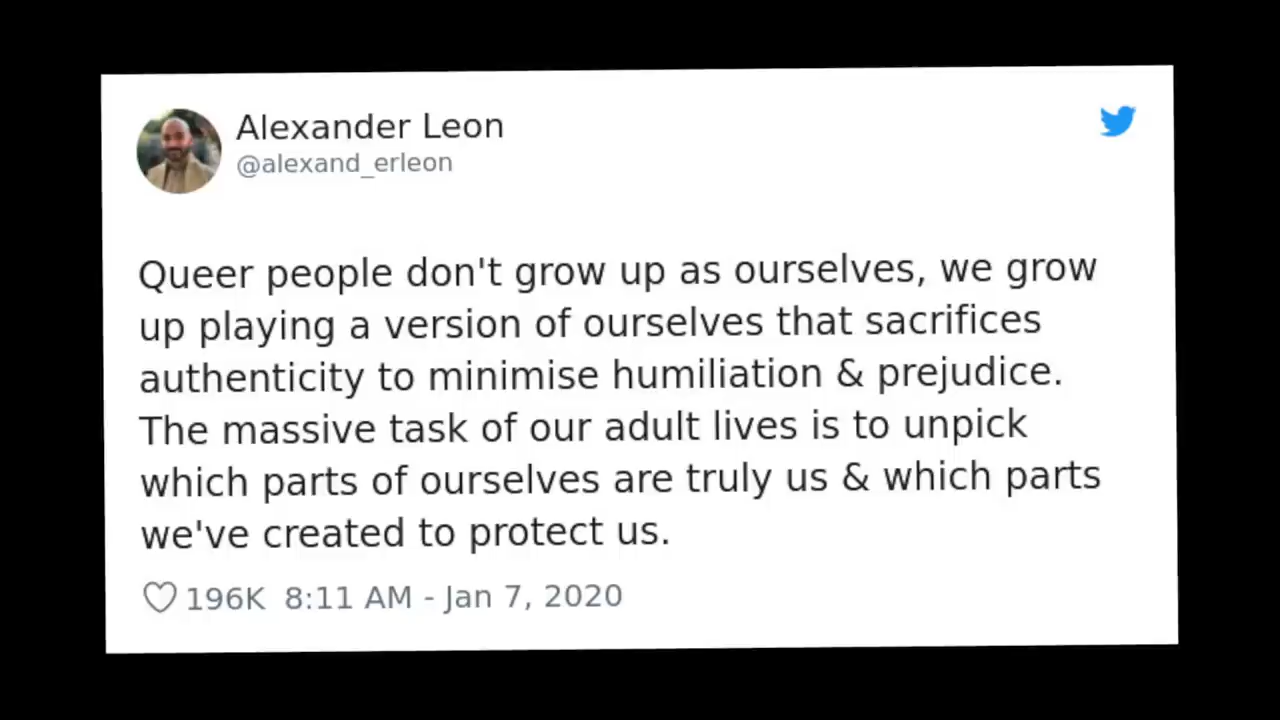 Alexander Leon
@alexand_erleon
Queer people don't grow up as ourselves, we grow
up playing a version of ourselves that sacrifices
authenticity to minimise humiliation & prejudice.
The massive task of our adult lives is to unpick
which parts of ourselves are truly us & which parts
we've created to protect us.
196K 8:11 AM - Jan 7, 2020